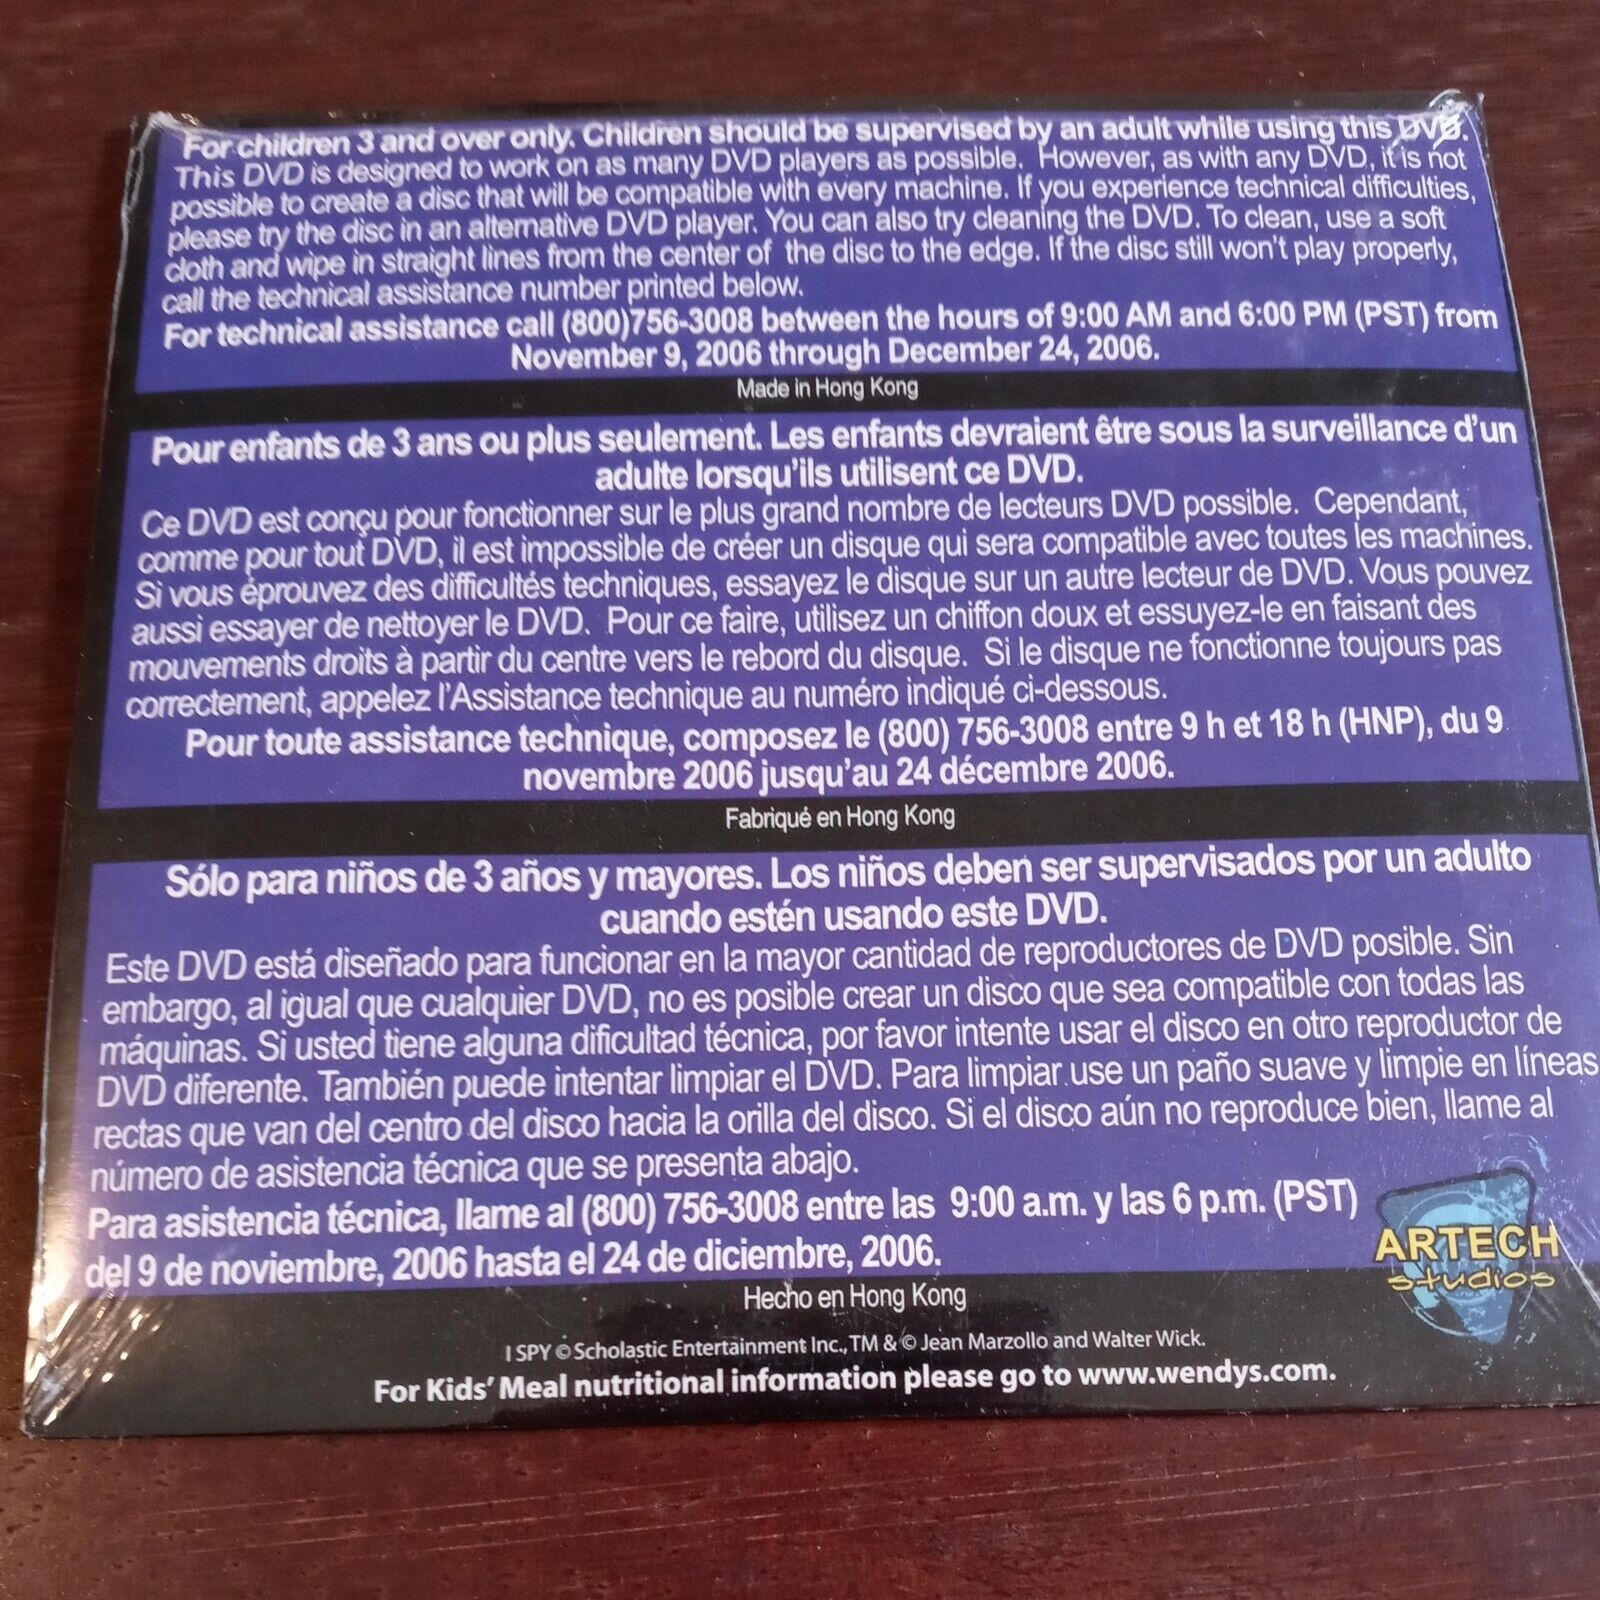 For children 3 and over only. Children should be supervised by an adult while using this DVD.
This DVD is designed to work on as many DVD players as possible. However, as with any DVD, it is not
possible to create a disc that will be compatible with every machine. If you experience technical difficulties,
please try the disc in an alternative DVD player. You can also try cleaning the DVD. To clean, use a soft
cloth and wipe in straight lines from the center of the disc to the edge. If the disc still won't play properly,
call the technical assistance number printed below.
For technical assistance call (800)756-3008 between the hours of 9:00 AM and 6:00 PM (PST) from
November 9, 2006 through December 24, 2006.
Made in Hong Kong
Pour enfants de 3 ans ou plus seulement. Les enfants devraient être sous la surveillance d'un
adulte lorsqu'ils utilisent ce DVD.
Ce DVD est conçu pour fonctionner sur le plus grand nombre de lecteurs DVD possible. Cependant,
comme pour tout DVD, il est impossible de créer un disque qui sera compatible avec toutes les machines.
Si vous éprouvez des difficultés techniques, essayez le disque sur un autre lecteur de DVD. Vous pouvez
aussi essayer de nettoyer le DVD. Pour ce faire, utilisez un chiffon doux et essuyez-le en faisant des
mouvements droits à partir du centre vers le rebord du disque. Si le disque ne fonctionne toujours pas
correctement, appelez l'Assistance technique au numéro indiqué ci-dessous.
Pour toute assistance technique, composez le (800) 756-3008 entre 9 h et 18 h (HNP), du 9
novembre 2006 jusqu'au 24 décembre 2006.
Fabriqué en Hong Kong
Sólo para niños de 3 años y mayores. Los niños deben ser supervisados por un adulto
cuando estén usando este DVD.
Este DVD está diseñado para funcionar en la mayor cantidad de reproductores de DVD posible. Sin
embargo, al igual que cualquier DVD, no es posible crear un disco que sea compatible con todas las
máquinas. Si usted tiene alguna dificultad técnica, por favor intente usar el disco en otro reproductor de
DVD diferente. También puede intentar limpiar el DVD. Para limpiar use un paño suave y limpie en líneas
rectas que van del centro del disco hacia la orilla del disco. Si el disco aún no reproduce bien, llame al
número de asistencia técnica que se presenta abajo.
Para asistencia técnica, llame al (800) 756-3008 entre las 9:00 a.m. y las 6 p.m. (PST)
del 9 de noviembre, 2006 hasta el 24 de diciembre, 2006.
ARTECH
studios
Hecho en Hong Kong
I SPY © Scholastic Entertainment Inc., TM & © Jean Marzollo and Walter Wick.
For Kids' Meal nutritional information please go to www.wendys.com.